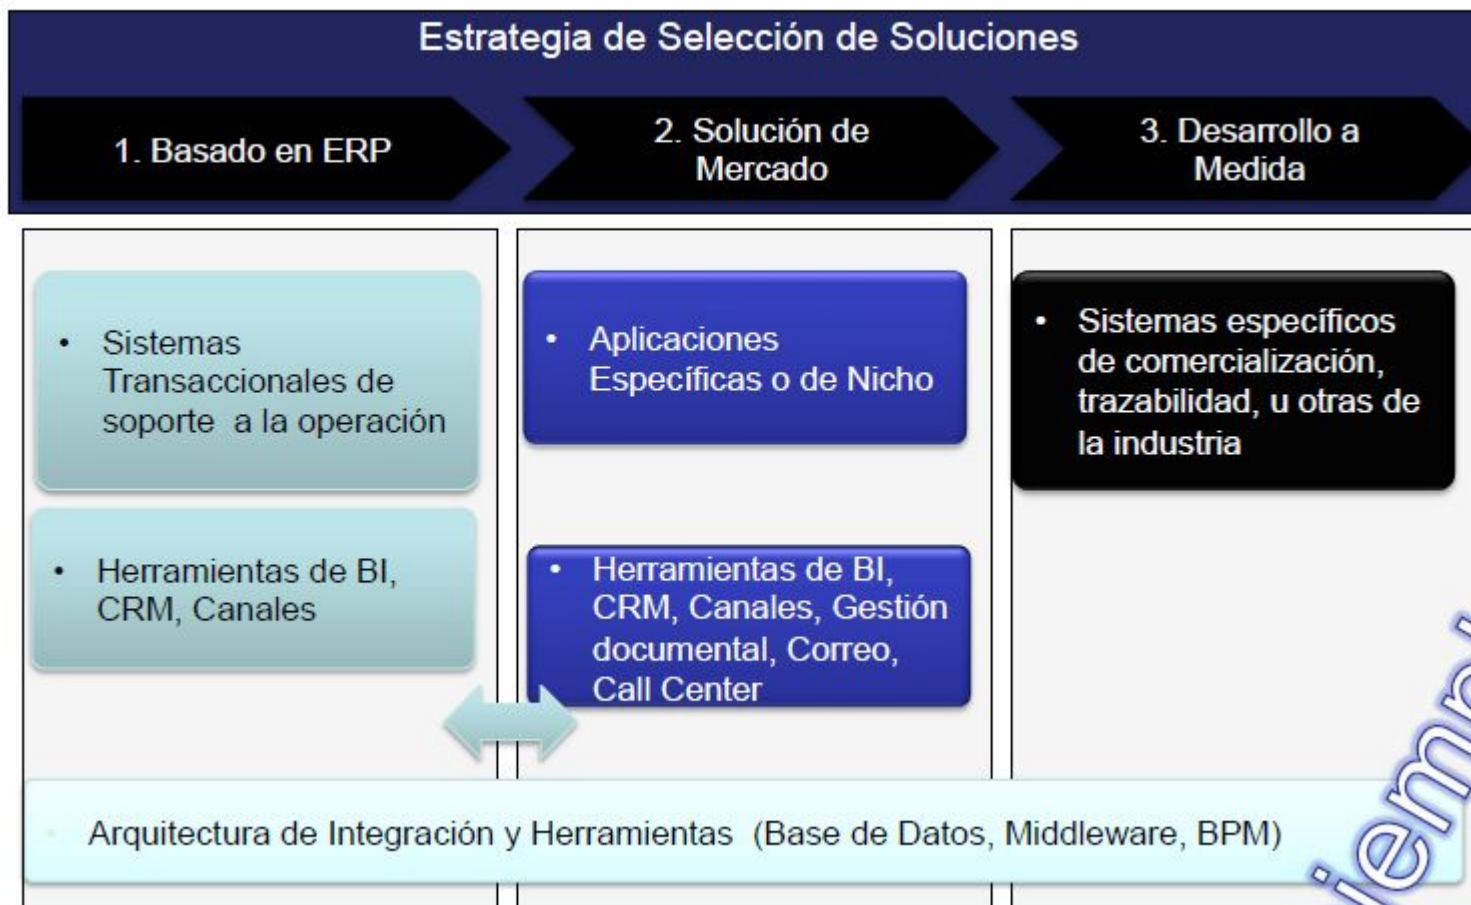 Estrategia de Selección de Soluciones
1. Basado en ERP
2. Solución de
Mercado
3. Desarrollo a
Medida
• Sistemas
Transaccionales de
soporte a la operación
• Herramientas de BI,
CRM, Canales
• Aplicaciones
Específicas o de Nicho
• Herramientas de BI,
CRM, Canales, Gestión
documental, Correo,
Call Center
• Sistemas específicos
de comercialización,
trazabilidad, u otras de
la industria
Arquitectura de Integración y Herramientas (Base de Datos, Middleware, BPM)